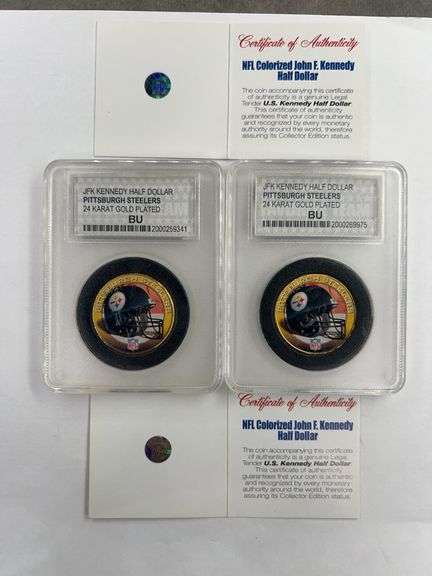 Certificate of Authenticity
NFL Colorized John F. Kennedy
Half Dollar
The coin accompanying this certificate
of authenticity is a genuine Legal
Tender U.S. Kennedy Half Dollar.
This certificate of authenticity
guarantees that your coin is authentic
and recognized by every monetary
authority around the world, therefore
assuring its Collector Edition status.
JFK KENNEDY HALF DOLLAR
PITTSBURGH STEELERS
24 KARAT GOLD PLATED
BU
2000259341
PITTSBURGH STEELERS
NFL
JFK KENNEDY HALF DOLLAR
PITTSBURGH STEELERS
24 KARAT GOLD PLATED
BU
2000269975
PITTSBURGH STEELERS
NFL
Certificate of Authenticity
NFL Colorized John F. Kennedy
Half Dollar
The coin accompanying this certificate
of authenticity is a genuine Legal
Tender U.S. Kennedy Half Dollar.
This certificate of authenticity
guarantees that your coin is authentic
and recognized by every monetary
authority around the world, therefore
assuring its Collector Edition status.